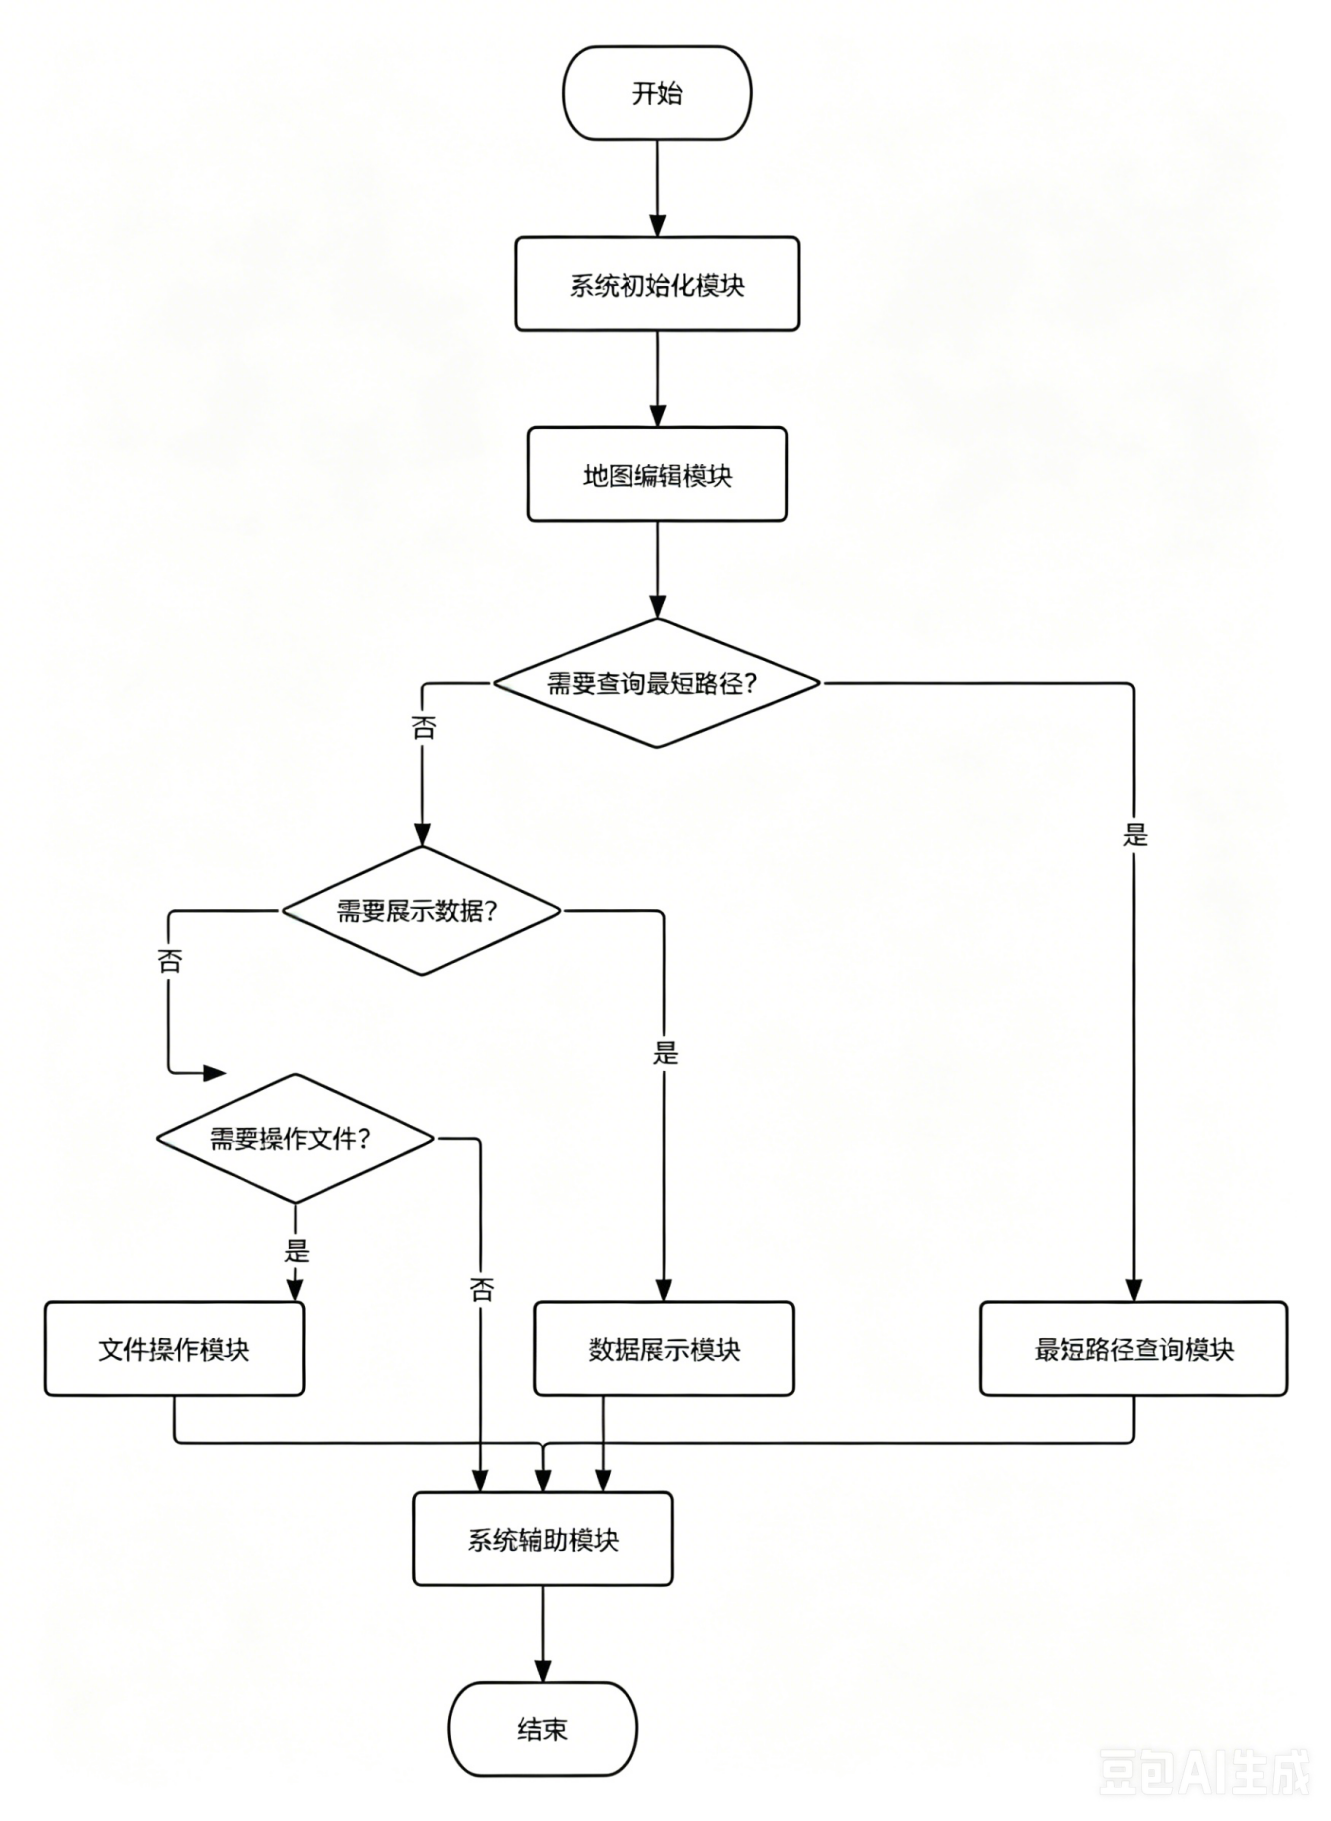 开始
系统初始化模块
地图编辑模块
需要查询最短路径？
否
是
需要展示数据？
否
是
需要操作文件？
是
否
文件操作模块
数据展示模块
最短路径查询模块
系统辅助模块
结束
豆包AI生成